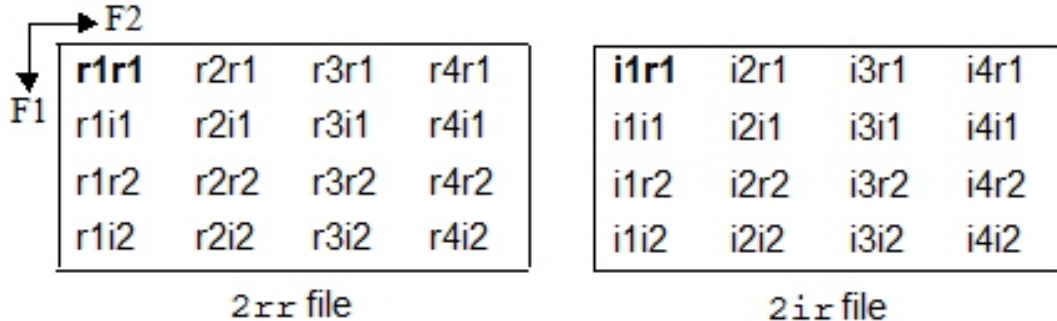 F2
F1
r1r1 r2r1 r3r1 r4r1 i1r1 i2r1 i3r1 i4r1
r1i1 r2i1 r3i1 r4i1 i1i1 i2i1 i3i1 i4i1
r1r2 r2r2 r3r2 r4r2 i1r2 i2r2 i3r2 i4r2
r1i2 r2i2 r3i2 r4i2 i1i2 i2i2 i3i2 i4i2
2rr file 2ir file